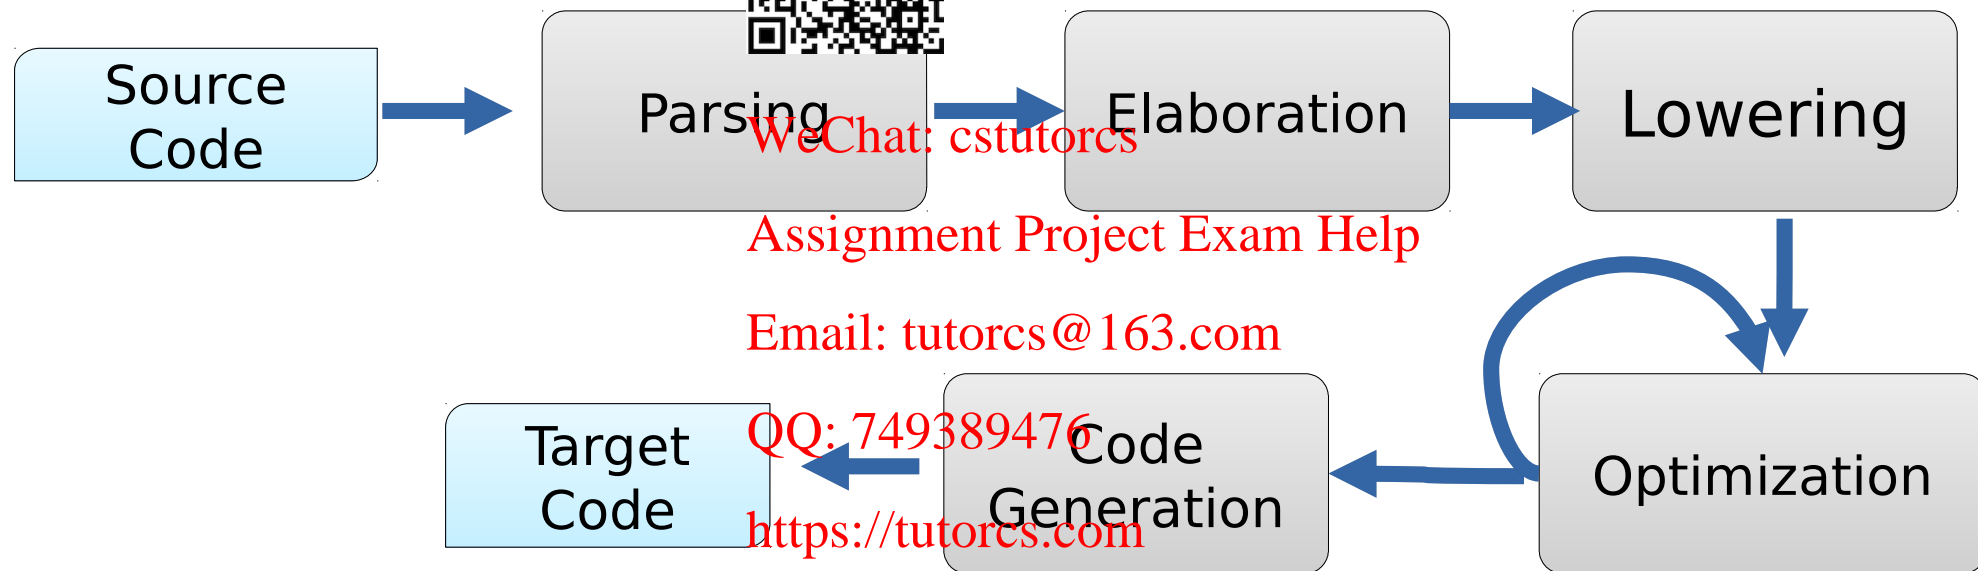 Source
Code
Parsing
Elaboration
Lowering
WeChat: cstutorcs
Assignment Project Exam Help
Email: tutorcs@163.com
QQ: 749389476
https://tutorcs.com
Target
Code
Code
Generation
Optimization